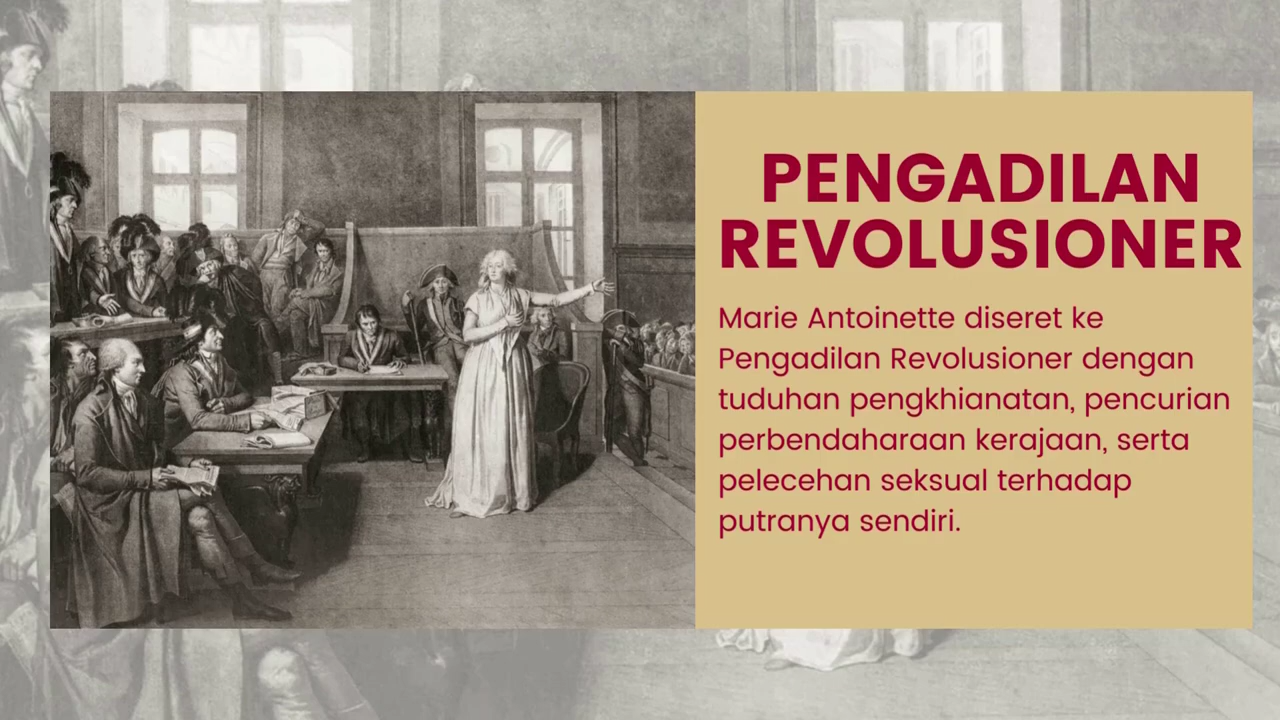 PENGADILAN
REVOLUSIONER
Marie Antoinette diseret ke
Pengadilan Revolusioner dengan
tuduhan pengkhianatan, pencurian
perbendaharaan kerajaan, serta
pelecehan seksual terhadap
putranya sendiri.